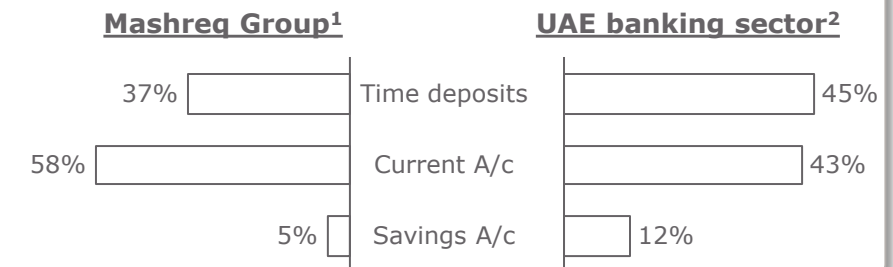 Mashreq Group1 UAE banking sector2
37% Time deposits 45%
58% Current A/c 43%
5% Savings A/c 12%